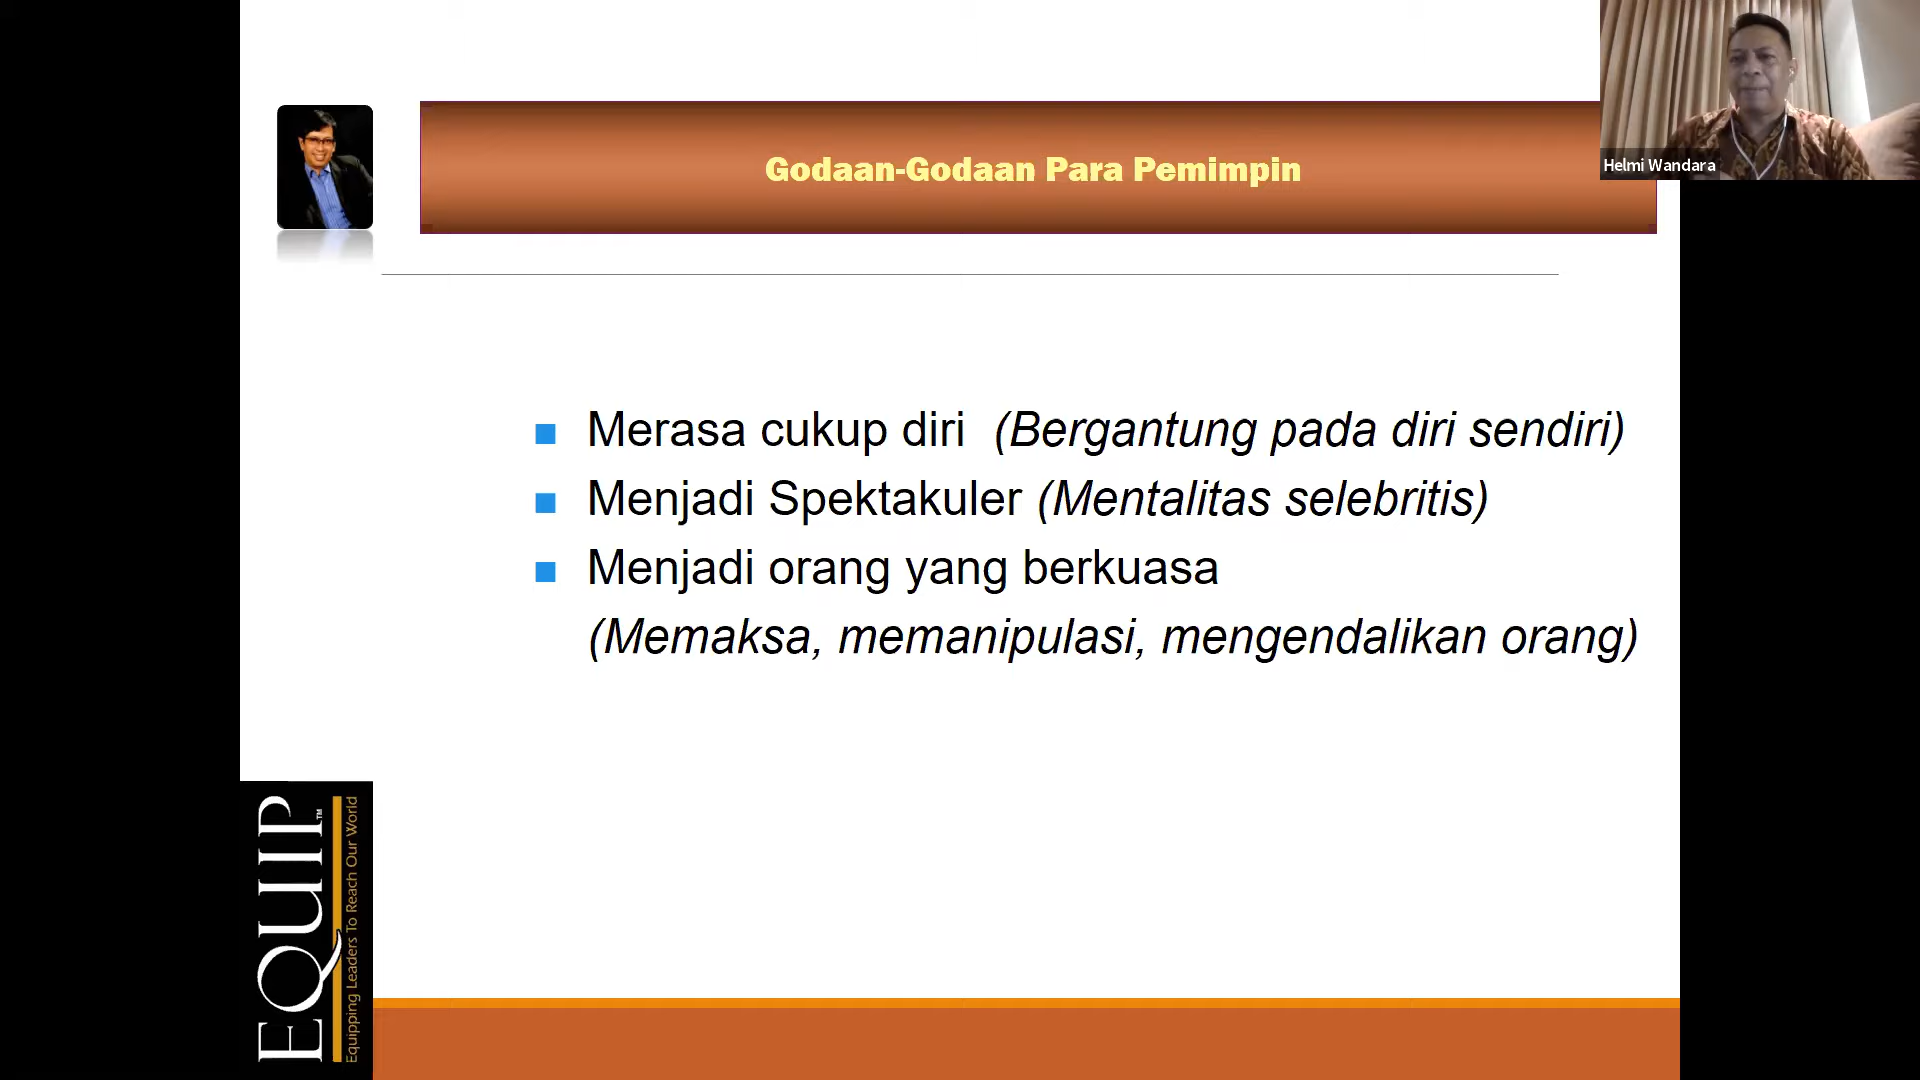 Godaan-Godaan Para Pemimpin
Helmi Wandara
■ Merasa cukup diri (Bergantung pada diri sendiri)
■ Menjadi Spektakuler (Mentalitas selebritis)
■ Menjadi orang yang berkuasa
(Memaksa, memanipulasi, mengendalikan orang)
EQUIP™
Equipping Leaders To Reach Our World